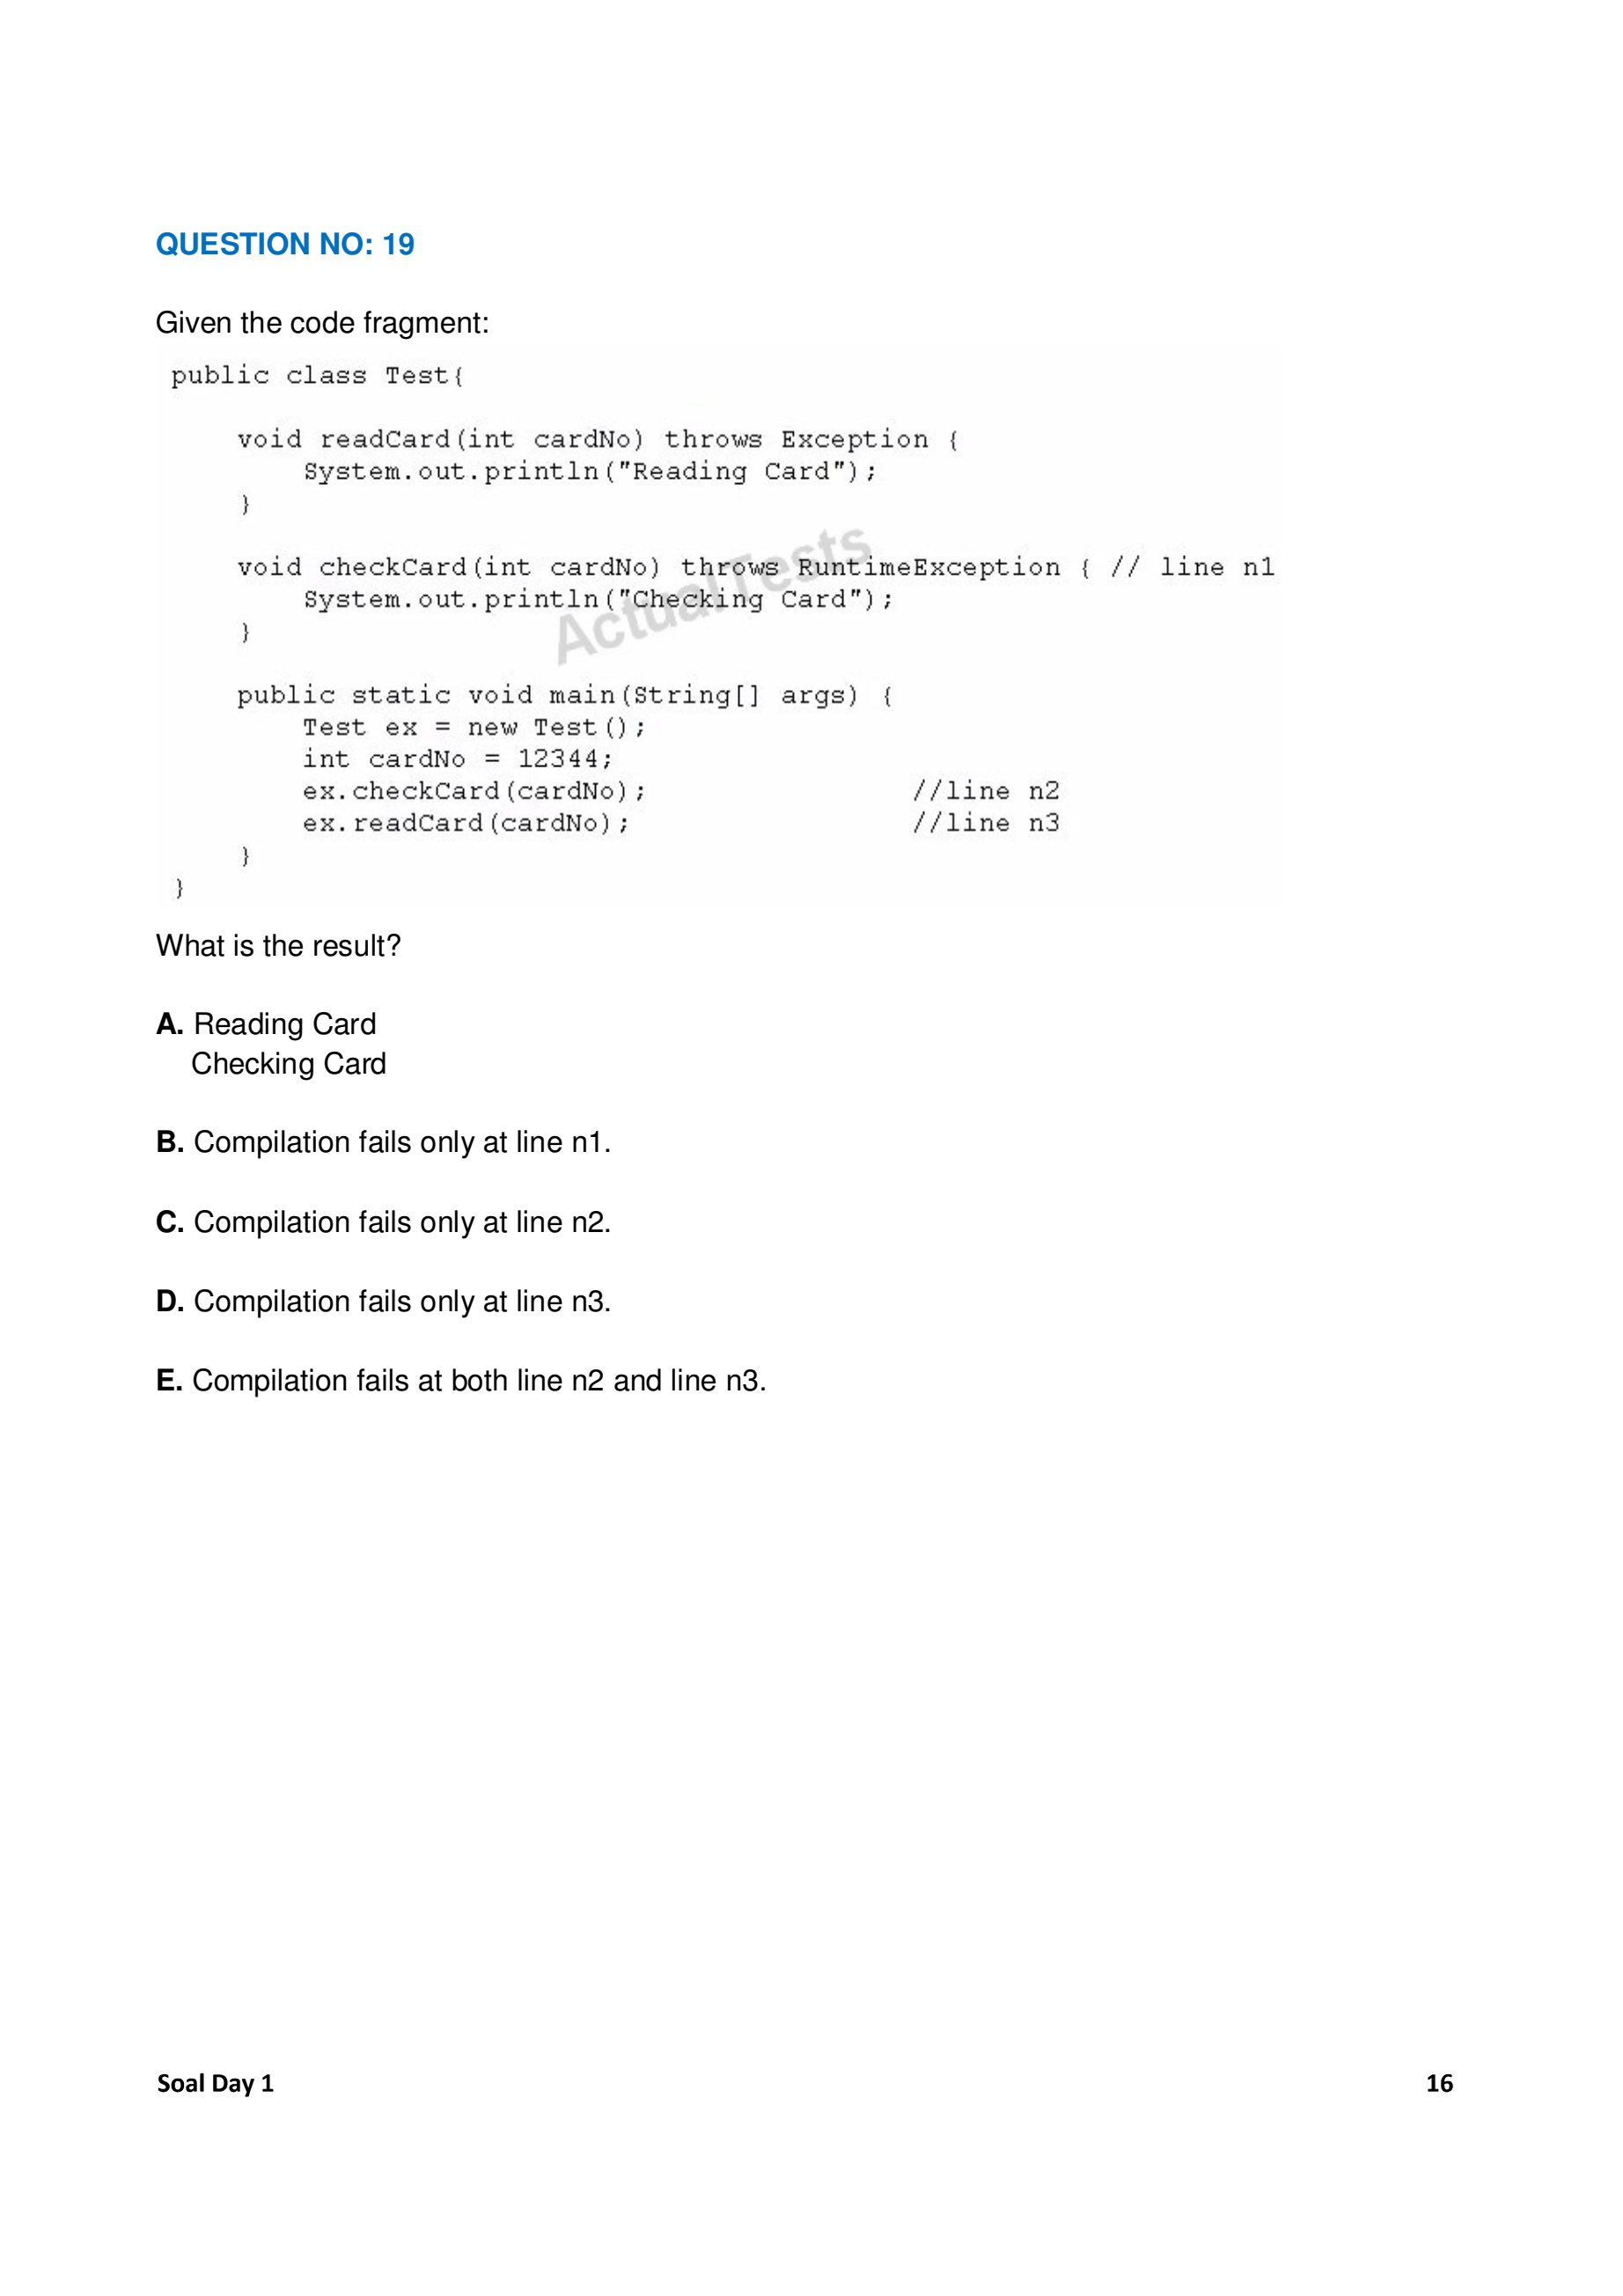 QUESTION NO: 19
Given the code fragment:
public class Test{
void readCard(int cardNo) throws Exception {
System.out.println("Reading Card");
}
void checkCard(int cardNo) throws RuntimeException { // line n1
System.out.println("Checking Card");
}
ActualTests
public static void main(String[] args) {
Test ex = new Test();
int cardNo = 12344;
ex.checkCard(cardNo); //line n2
ex.readCard(cardNo); //line n3
}
}
What is the result?
A. Reading Card
Checking Card
B. Compilation fails only at line n1.
C. Compilation fails only at line n2.
D. Compilation fails only at line n3.
E. Compilation fails at both line n2 and line n3.
Soal Day 1 16